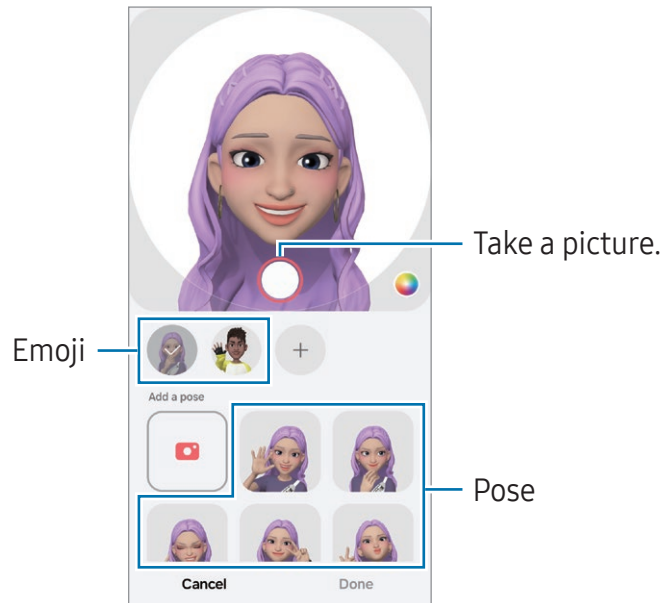 Take a picture.
Emoji
Add a pose
Pose
Cancel
Done